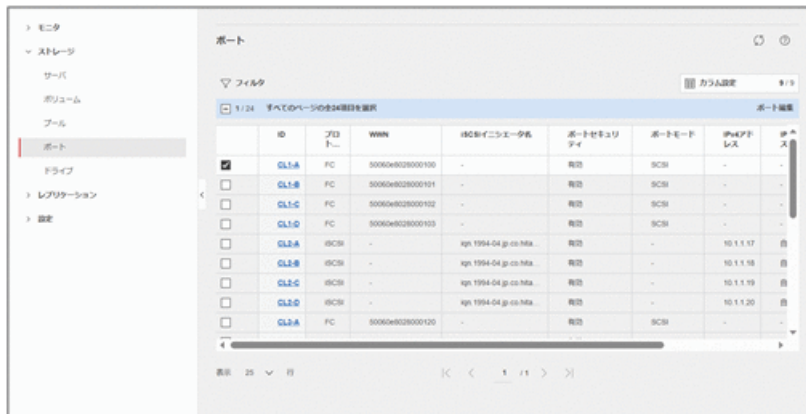 モニタ
ストレージ
サーバ
ボリューム
プール
ポート
ドライブ
レプリケーション
設定
ポート
フィルタ
カラム設定 9 / 9
1 / 24 すべてのページの全24項目を選択 ポート編集
ID プロト... WWN iSCSIイニシエータ名 ポートセキュリティ ポートモード IPv4アドレス
CL1-A FC 50060e8028000100 - 有効 SCSI - -
CL1-B FC 50060e8028000101 - 有効 SCSI - -
CL1-C FC 50060e8028000102 - 有効 SCSI - -
CL1-D FC 50060e8028000103 - 有効 SCSI - -
CL2-A iSCSI - iqn.1994-04.jp.co.hita... 有効 - 10.1.1.17 自
CL2-B iSCSI - iqn.1994-04.jp.co.hita... 有効 - 10.1.1.18 自
CL2-C iSCSI - iqn.1994-04.jp.co.hita... 有効 - 10.1.1.19 自
CL2-D iSCSI - iqn.1994-04.jp.co.hita... 有効 - 10.1.1.20 自
CL3-A FC 50060e8028000120 - 有効 SCSI - -
表示 25 行 1 / 1